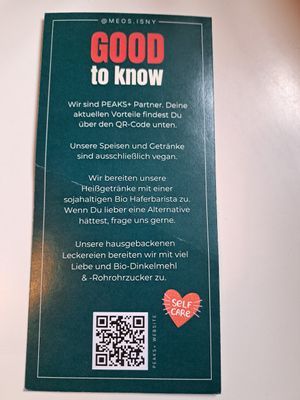 @MEOS.ISNY
GOOD
to know
Wir sind PEAKS+ Partner. Deine
aktuellen Vorteile findest Du
über den QR-Code unten.
Unsere Speisen und Getränke
sind ausschließlich vegan.
Wir bereiten unsere
Heißgetränke mit einer
sojahaltigen Bio Haferbarista zu.
Wenn Du lieber eine Alternative
hättest, frage uns gerne.
Unsere hausgebackenen
Leckereien bereiten wir mit viel
Liebe und Bio-Dinkelmehl
& -Rohrohrzucker zu.
SELF
CARE
PEAKS+ WEBSITE